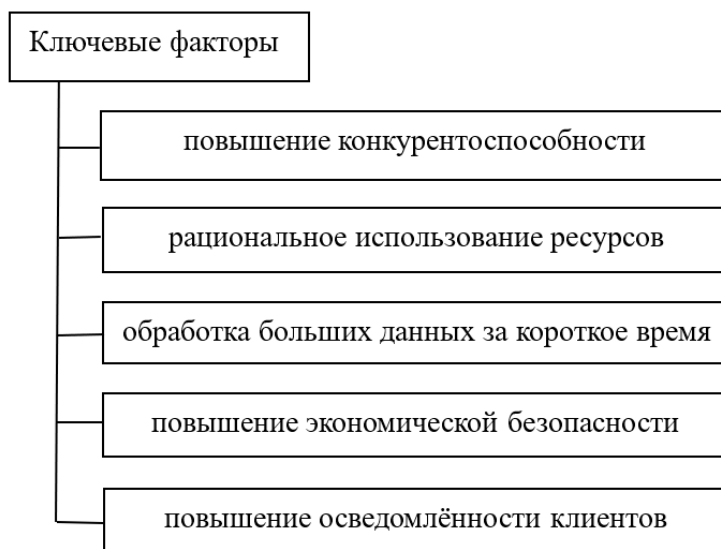 Ключевые факторы
повышение конкурентоспособности
рациональное использование ресурсов
обработка больших данных за короткое время
повышение экономической безопасности
повышение осведомлённости клиентов